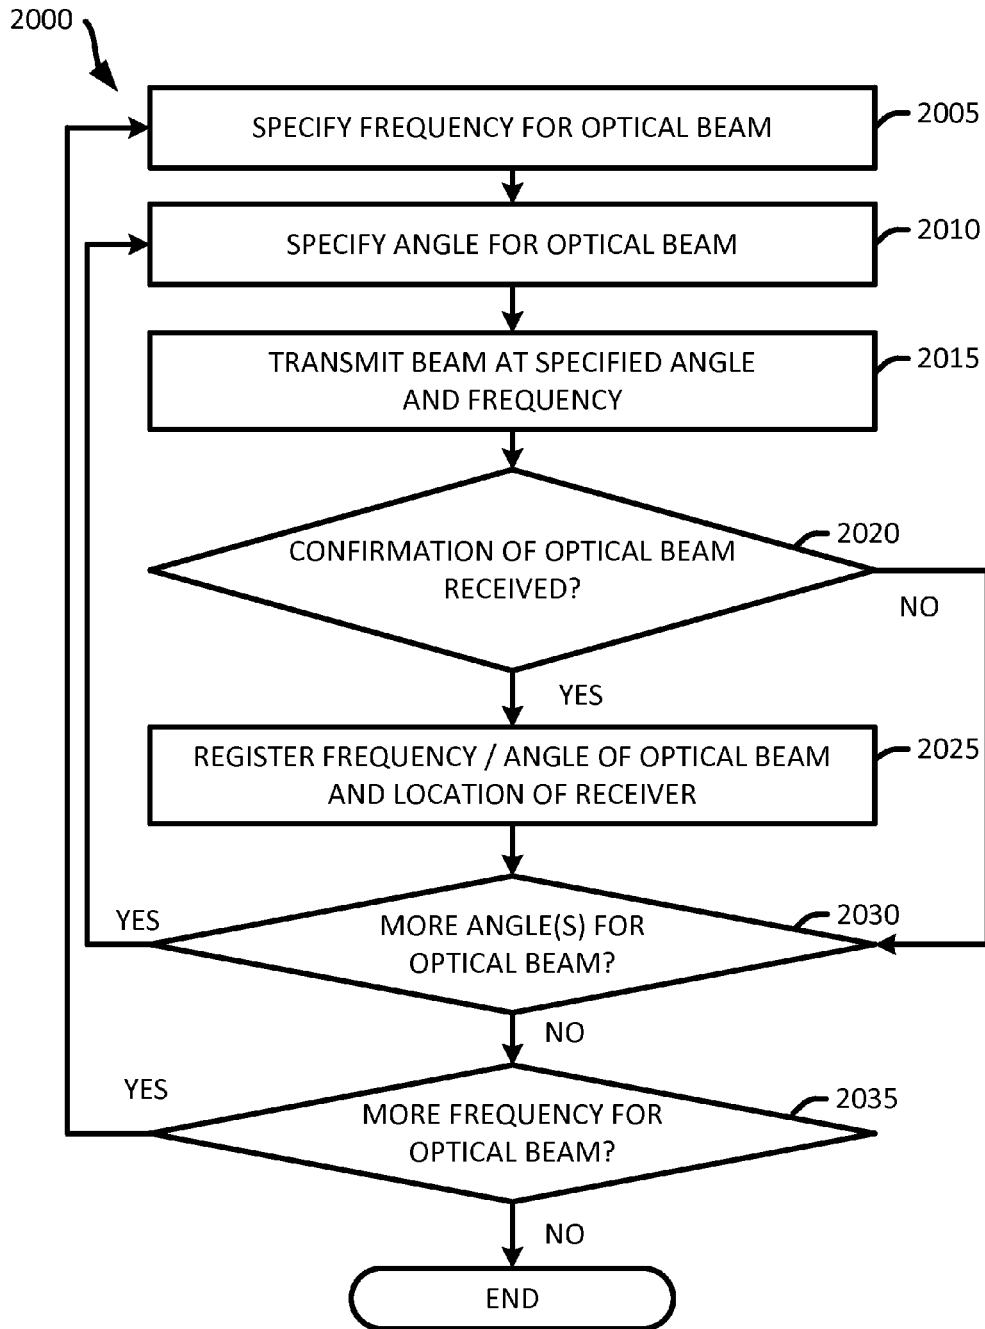 2000
SPECIFY FREQUENCY FOR OPTICAL BEAM
2005
SPECIFY ANGLE FOR OPTICAL BEAM
2010
TRANSMIT BEAM AT SPECIFIED ANGLE
AND FREQUENCY
2015
CONFIRMATION OF OPTICAL BEAM
RECEIVED?
2020
NO
YES
REGISTER FREQUENCY / ANGLE OF OPTICAL BEAM
AND LOCATION OF RECEIVER
2025
YES
MORE ANGLE(S) FOR
OPTICAL BEAM?
2030
NO
YES
MORE FREQUENCY FOR
OPTICAL BEAM?
2035
NO
END